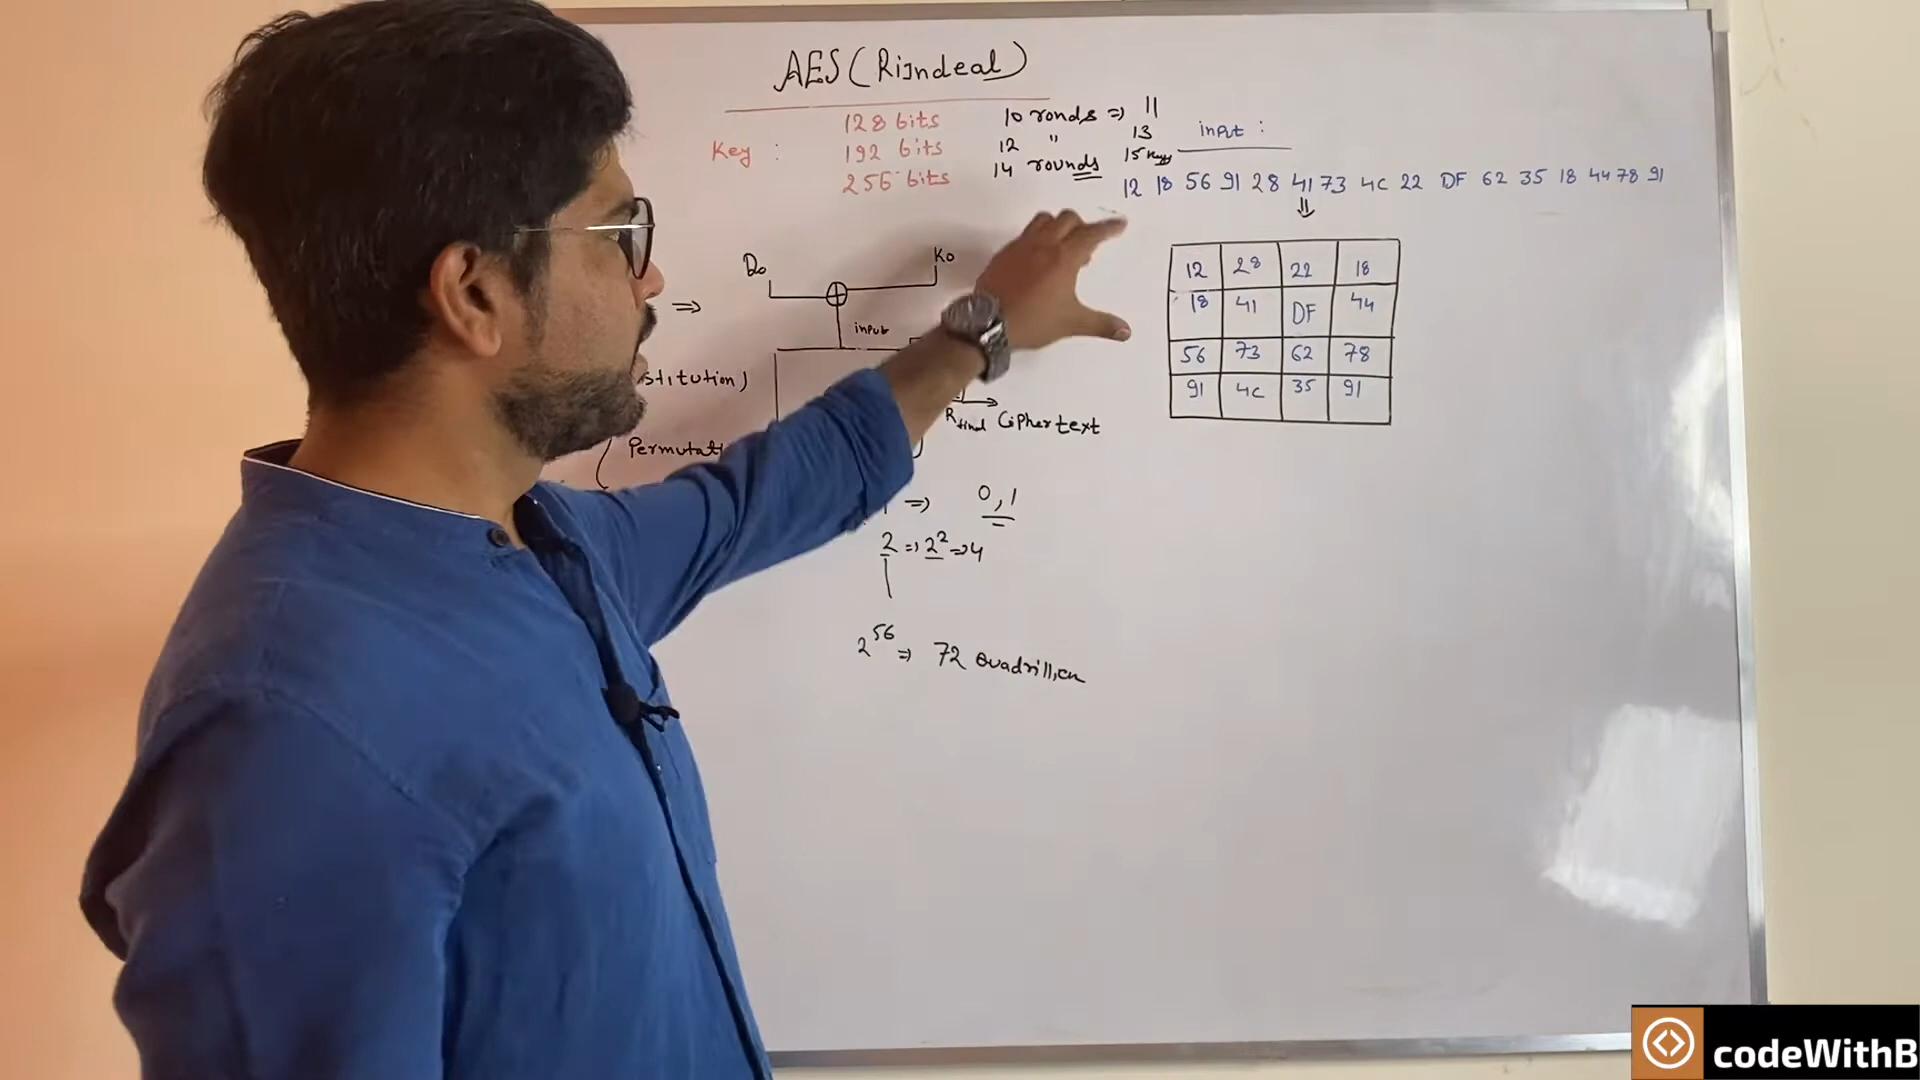 AES (Rijndeal)
Key :
128 bits
192 bits
256 bits
10 ronds => 11
12 " 13
14 rounds 15 keys
input :
12 18 56 91 28 41 73 4C 22 DF 62 35 18 44 78 91
12 28 22 18
18 41 DF 44
56 73 62 78
91 4C 35 91
Do
Ko
⇒
input
stitution)
Rfinal Ciphertext
Permutat
1 => 0,1
2 => 2² => 4
2⁵⁶ => 72 Quadrillion
codeWithB